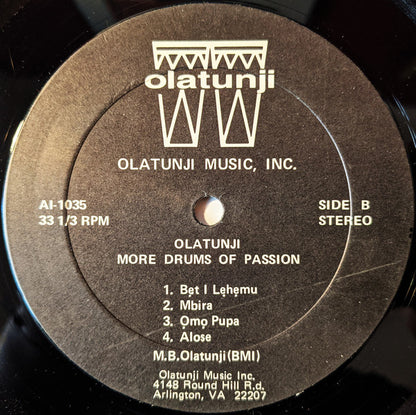 olatunji
OLATUNJI MUSIC, INC.
AI-1035 SIDE B
33 1/3 RPM STEREO
OLATUNJI
MORE DRUMS OF PASSION
1. Bẹt I Lẹhẹmu
2. Mbira
3. Ọmọ Pupa
4. Alose
M.B.Olatunji(BMI)
Olatunji Music Inc.
4148 Round Hill R.d.
Arlington, VA 22207